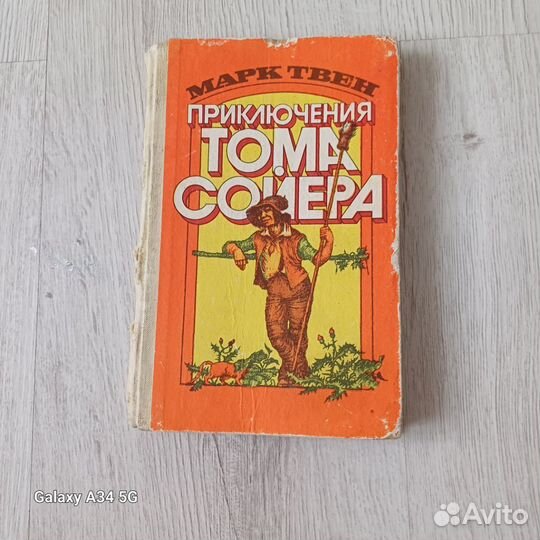 МАРК ТВЕН
ПРИКЛЮЧЕНИЯ
ТОМА
СОЙЕРА
Galaxy A34 5G
Avito